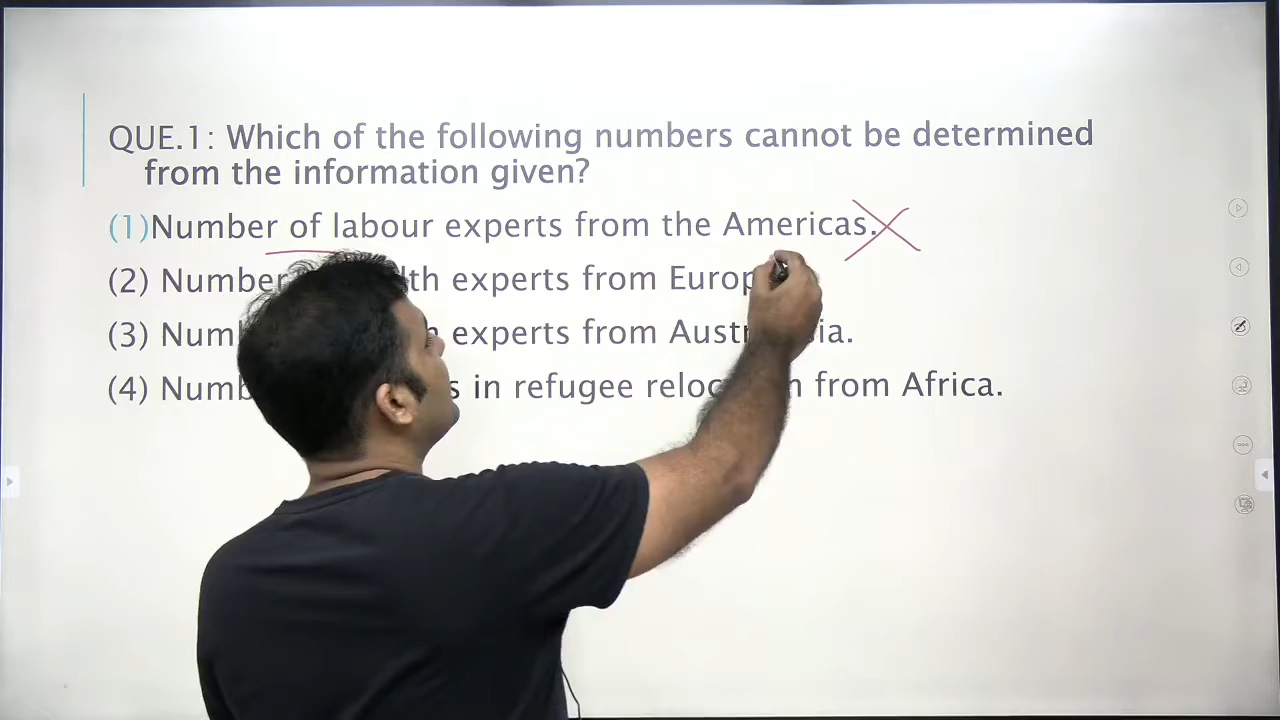 QUE.1: Which of the following numbers cannot be determined
from the information given?
(1)Number of labour experts from the Americas.
(2) Number experts from
(3) experts from
(4) in refugee from Africa.